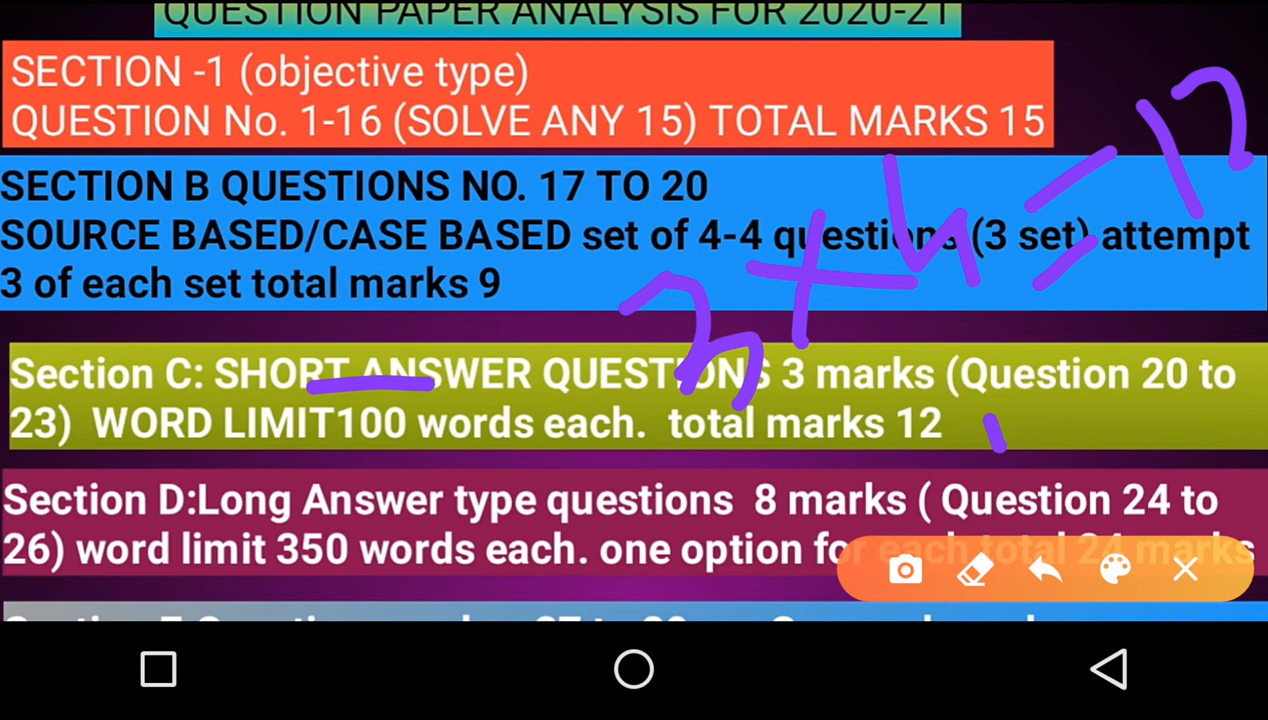 QUESTION PAPER ANALYSIS FOR 2020-21
SECTION -1 (objective type)
QUESTION No. 1-16 (SOLVE ANY 15) TOTAL MARKS 15
SECTION B QUESTIONS NO. 17 TO 20
SOURCE BASED/CASE BASED set of 4-4 questions (3 set) attempt
3 of each set total marks 9
3 x 4 = 12
Section C: SHORT ANSWER QUESTIONS 3 marks (Question 20 to
23) WORD LIMIT100 words each. total marks 12
Section D:Long Answer type questions 8 marks ( Question 24 to
26) word limit 350 words each. one option for each total 24 marks